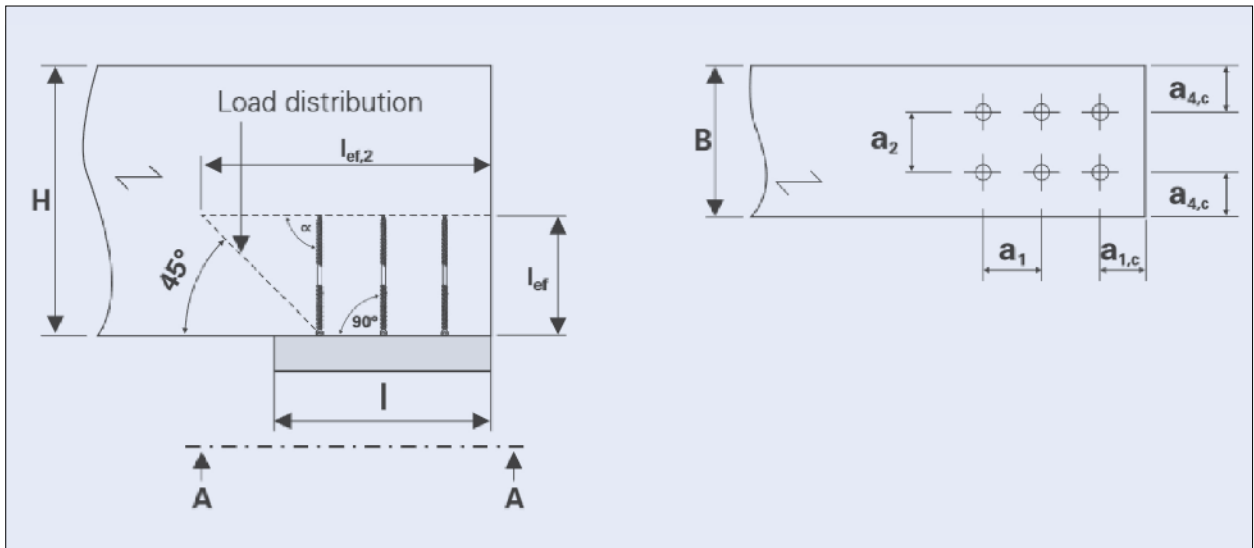 Load distribution
l_ef,2
H
α
45°
90°
l_ef
l
A
A
B
a_2
a_4,c
a_4,c
a_1
a_1,c